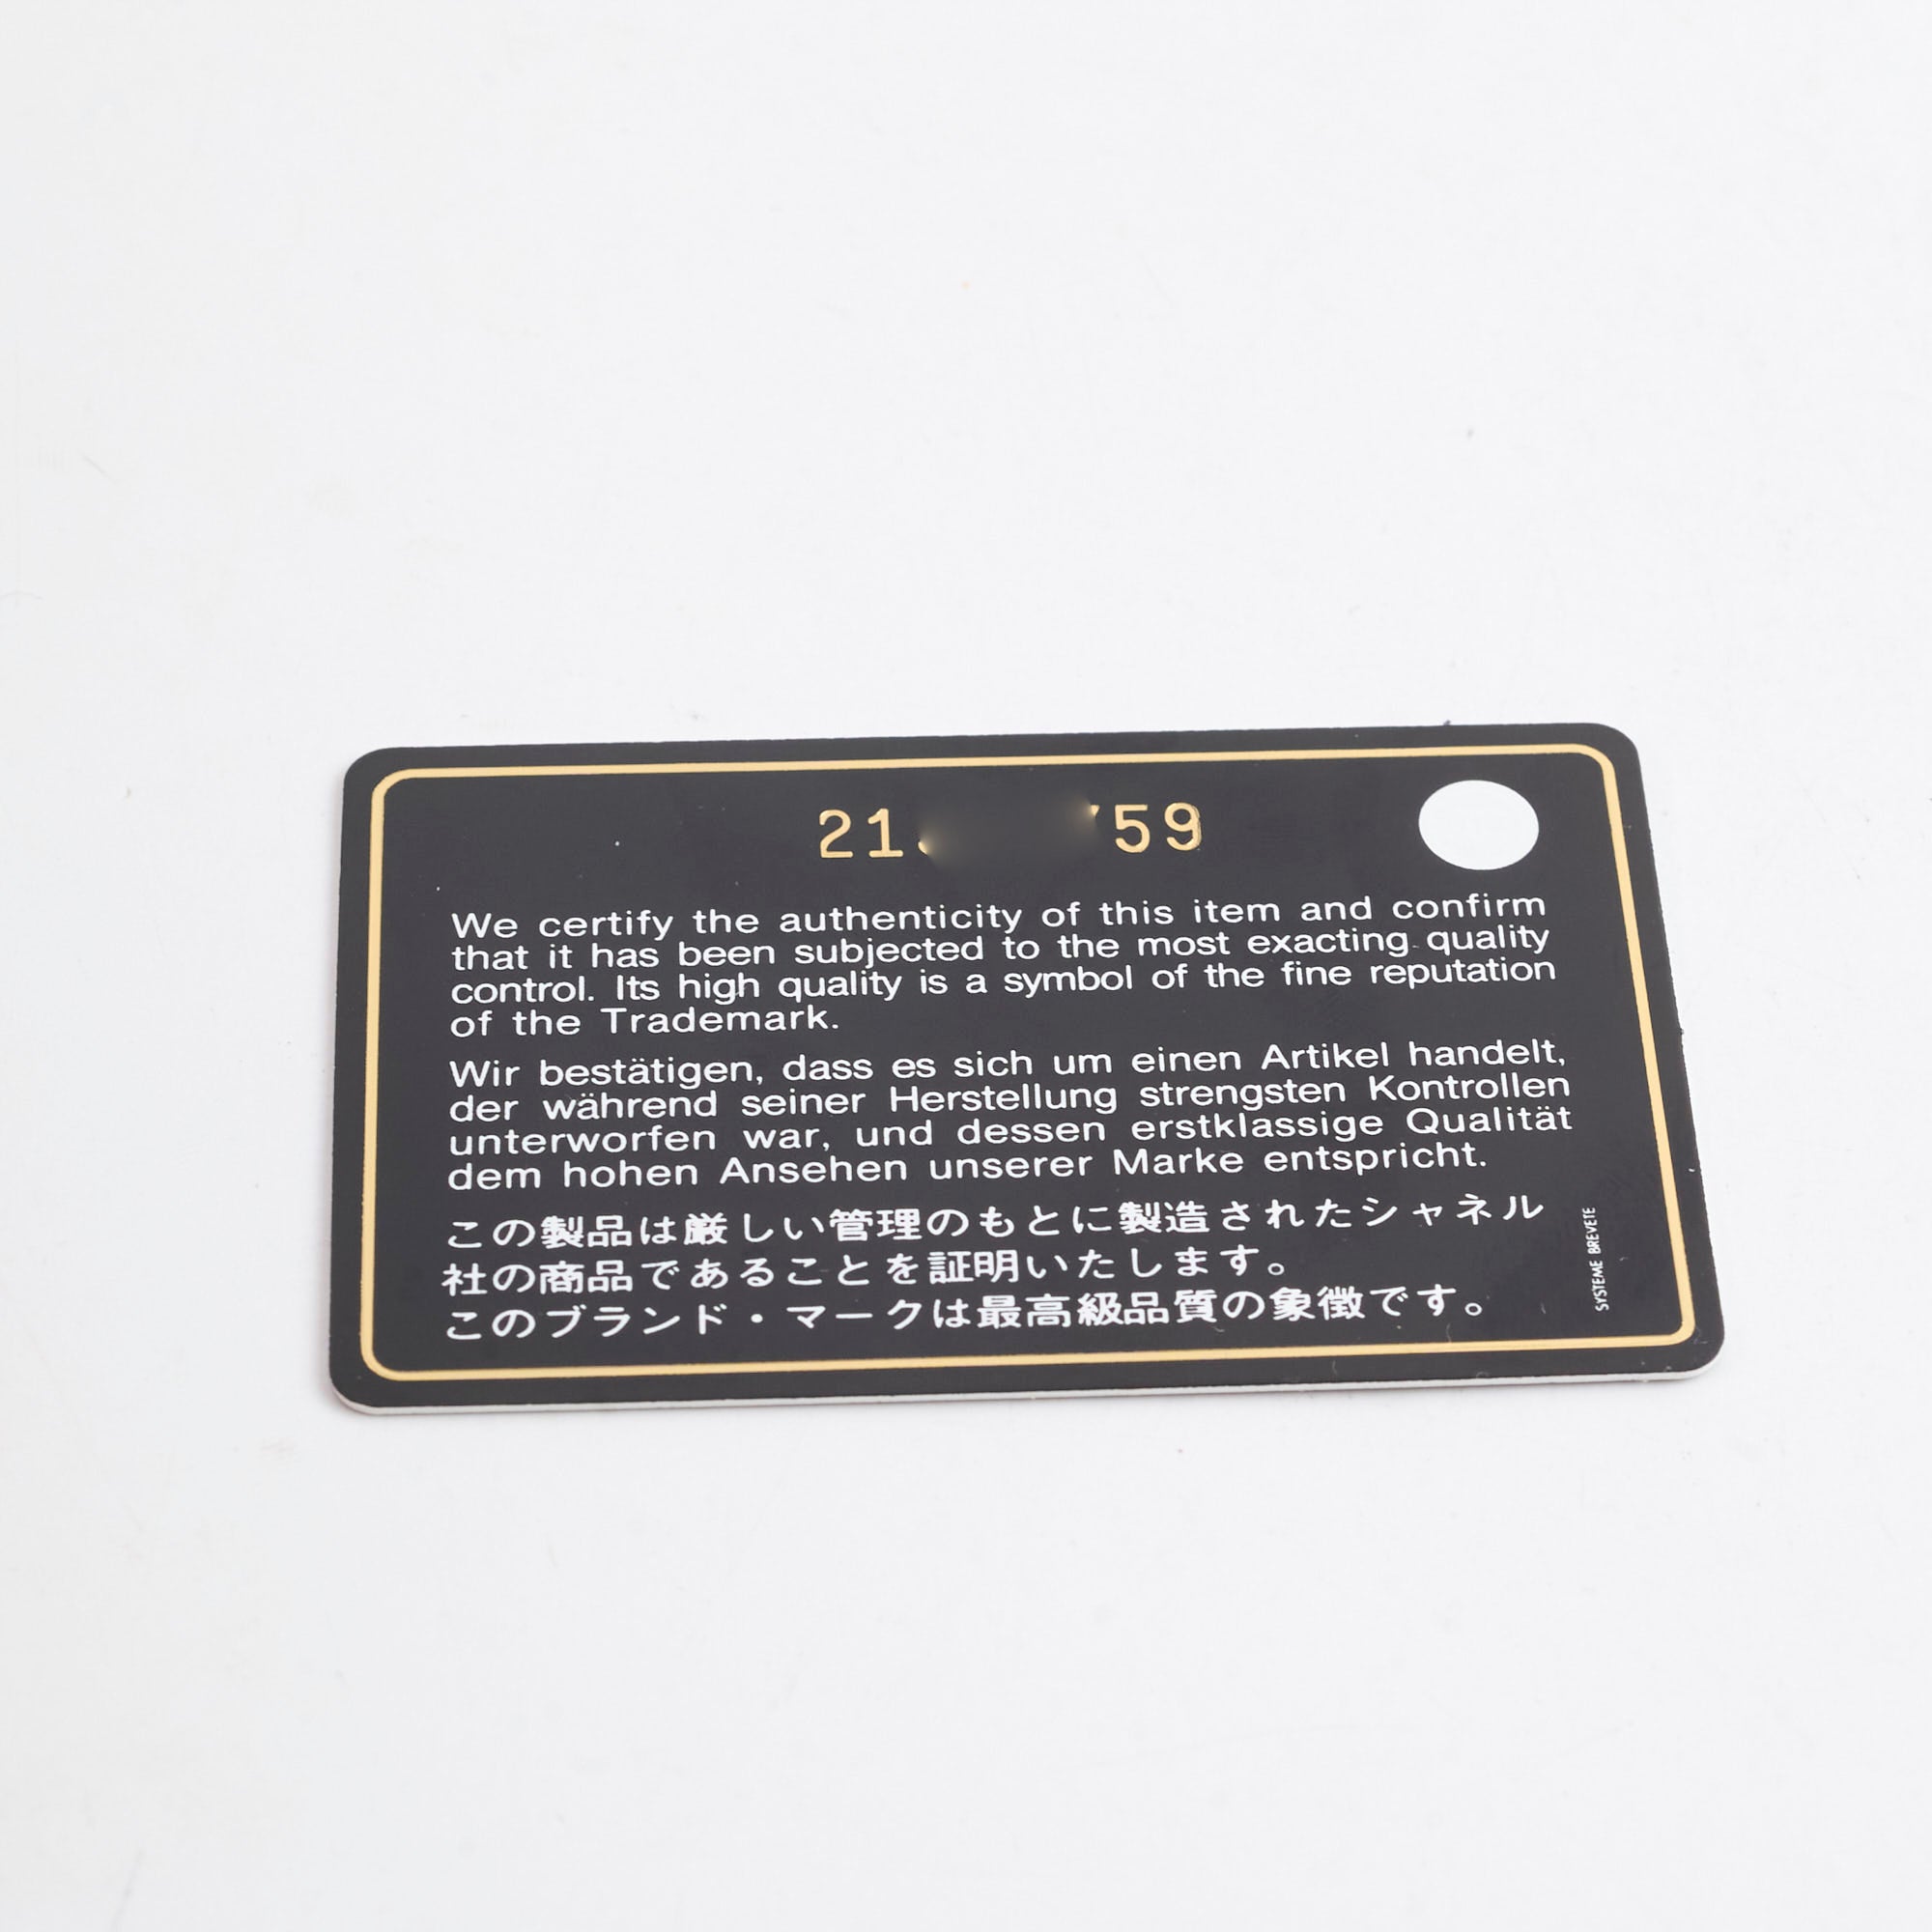 21 59
We certify the authenticity of this item and confirm
that it has been subjected to the most exacting quality
control. Its high quality is a symbol of the fine reputation
of the Trademark.
Wir bestätigen, dass es sich um einen Artikel handelt,
der während seiner Herstellung strengsten Kontrollen
unterworfen war, und dessen erstklassige Qualität
dem hohen Ansehen unserer Marke entspricht.
この製品は厳しい管理のもとに製造されたシャネル
社の商品であることを証明いたします。
このブランド・マークは最高級品質の象徴です。
SYSTEME BREVETE